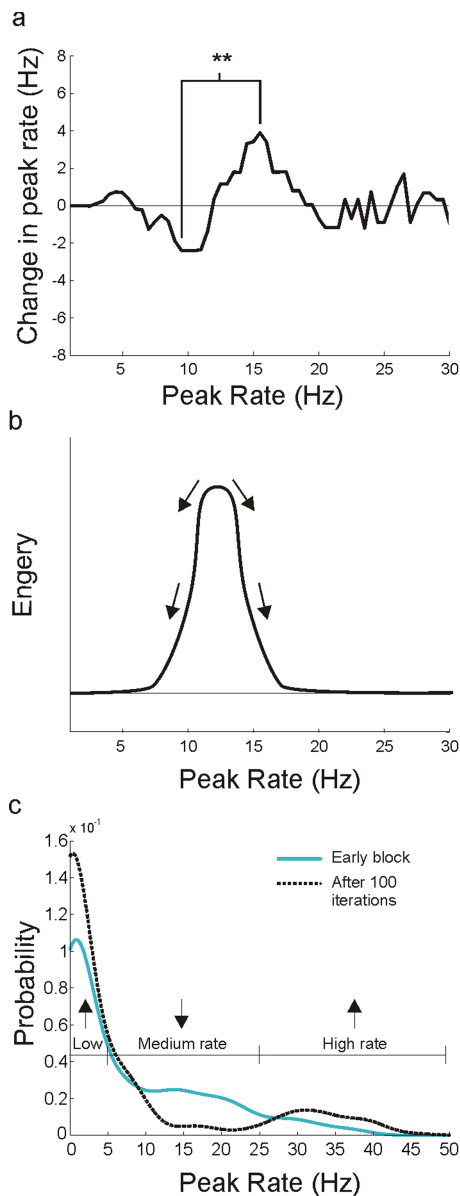 a
**
Change in peak rate (Hz)
8
6
4
2
0
-2
-4
-6
-8
5 10 15 20 25 30
Peak Rate (Hz)
b
Engery
5 10 15 20 25 30
Peak Rate (Hz)
c
x 10⁻¹
Probability
1.6
1.4
1.2
1
0.8
0.6
0.4
0.2
0
Early block
After 100
iterations
Low Medium rate High rate
0 5 10 15 20 25 30 35 40 45 50
Peak Rate (Hz)